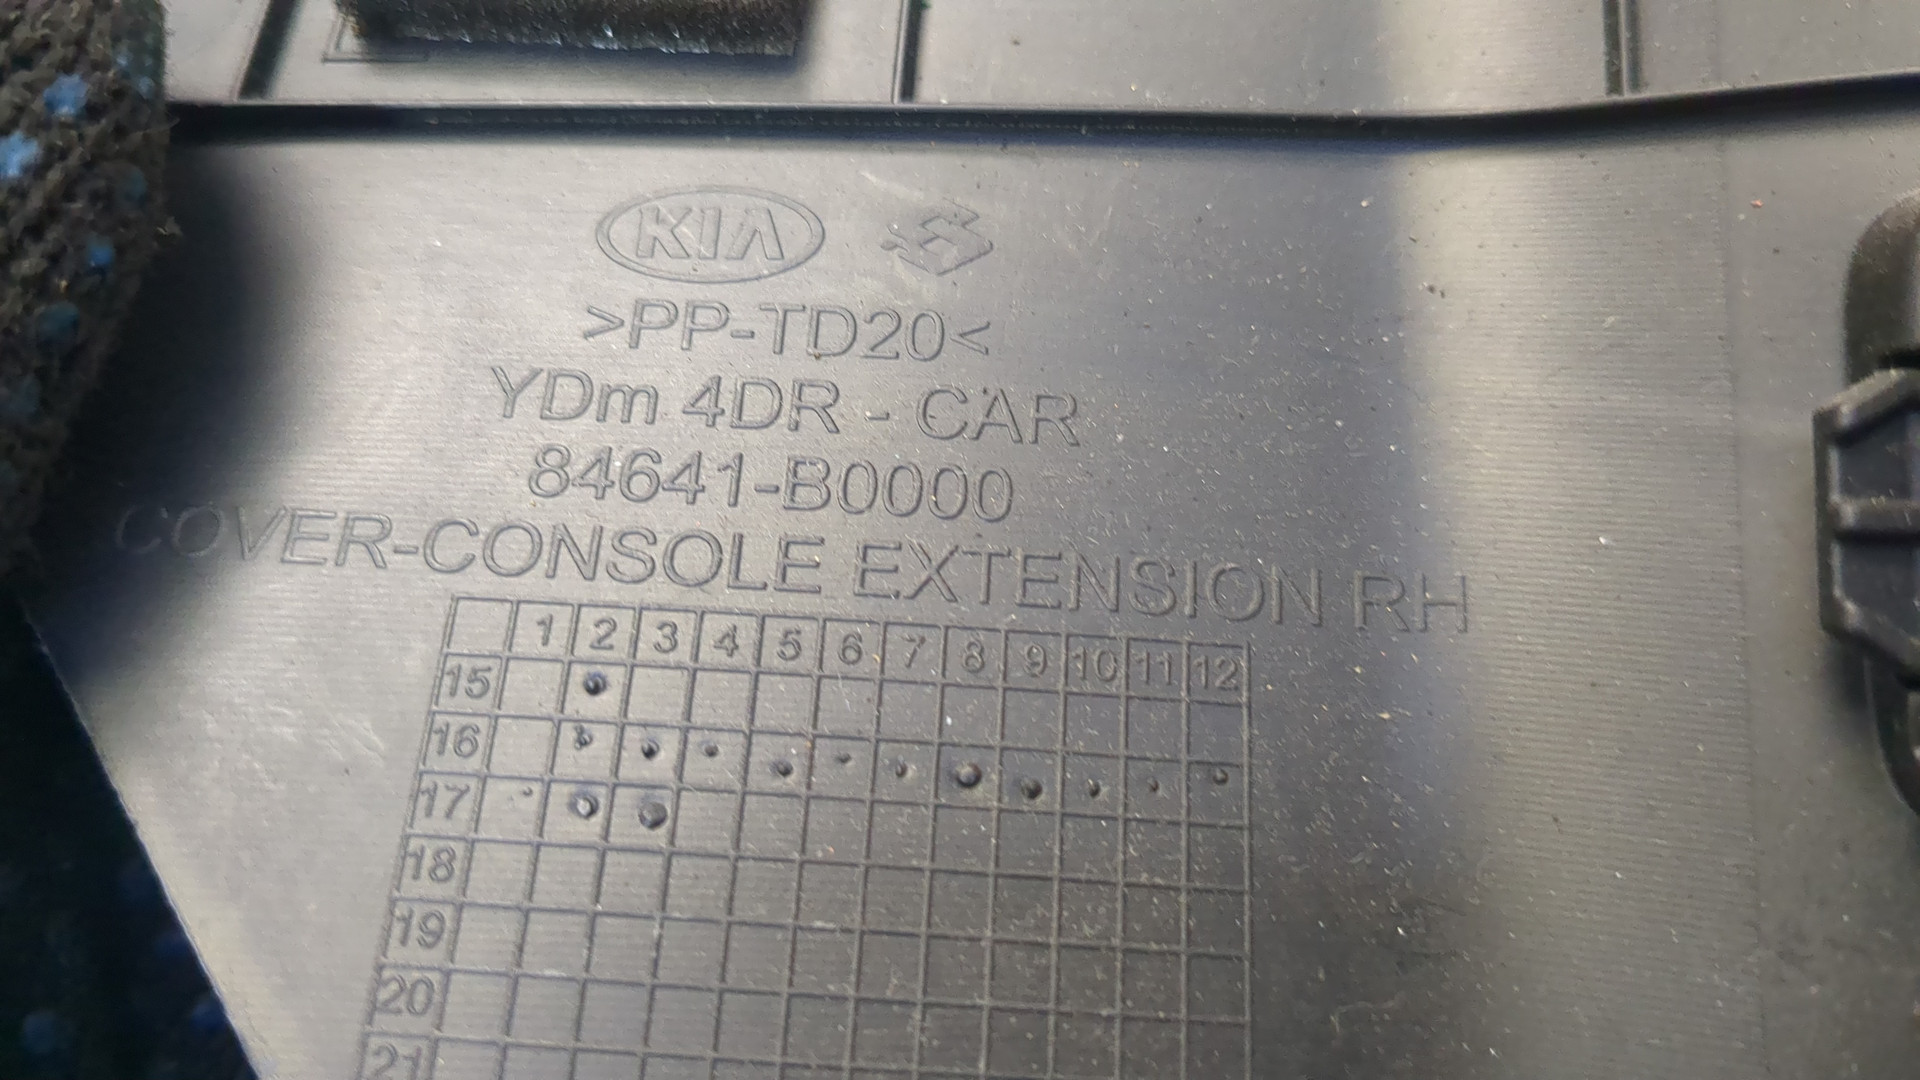 KIA
>PP-TD20<
YDm 4DR - CAR
84641-B0000
COVER-CONSOLE EXTENSION RH
1 2 3 4 5 6 7 8 9 10 11 12
15
16
17
18
19
20
21